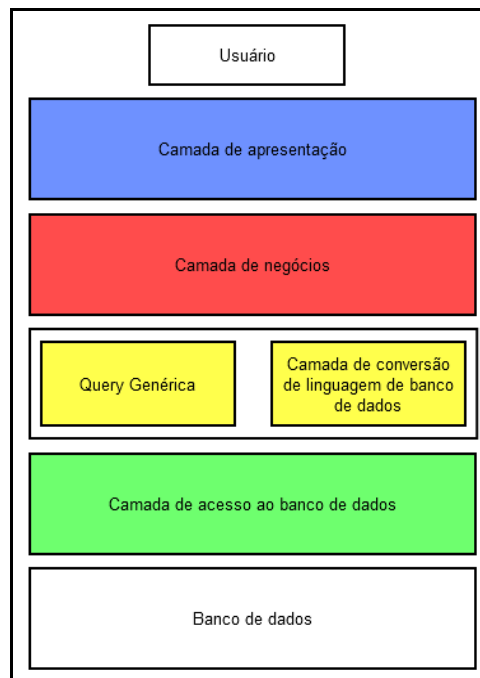 Usuário
Camada de apresentação
Camada de negócios
Query Genérica
Camada de conversão
de linguagem de banco
de dados
Camada de acesso ao banco de dados
Banco de dados